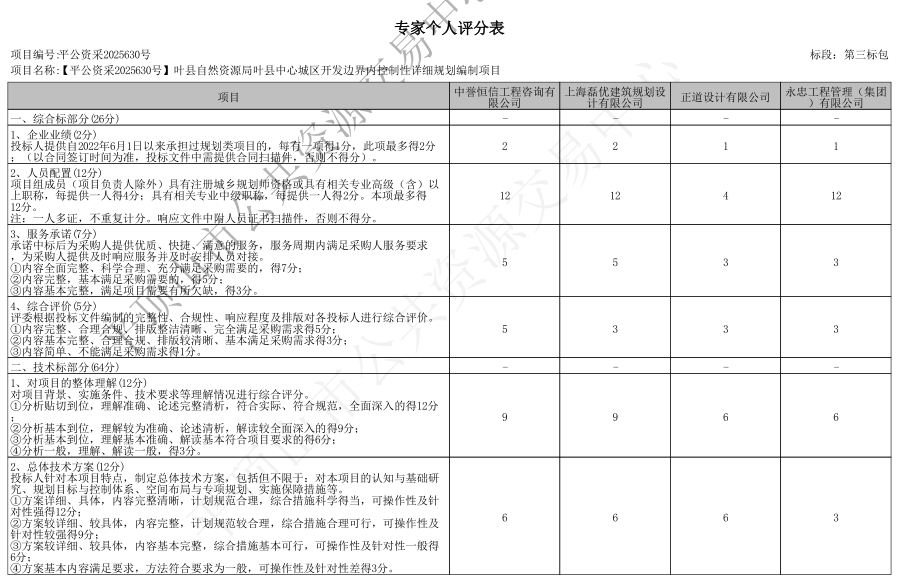 专家个人评分表
项目编号:平公资采2025630号
标段：第三标包
项目名称:【平公资采2025630号】叶县自然资源局叶县中心城区开发边界内控制性详细规划编制项目
项目
中誉恒信工程咨询有
限公司
上海磊优建筑规划设
计有限公司
正道设计有限公司
永忠工程管理（集团
）有限公司
一、综合标部分(26分)
－ － － －
1、企业业绩(2分)
投标人提供自2022年6月1日以来承担过规划类项目的，每有一项得1分，此项最多得2分
；（以合同签订时间为准，投标文件中需提供合同扫描件，否则不得分）。
2 2 1 1
2、人员配置(12分)
项目组成员（项目负责人除外）具有注册城乡规划师资格或具有相关专业高级（含）以
上职称，每提供一人得4分；具有相关专业中级职称，每提供一人得2分。本项最多得
12分。
注：一人多证，不重复计分。响应文件中附人员证书扫描件，否则不得分。
12 12 4 12
3、服务承诺(7分)
承诺中标后为采购人提供优质、快捷、满意的服务，服务周期内满足采购人服务要求
，为采购人提供及时响应服务并及时安排人员对接。
①内容全面完整、科学合理、充分满足采购需要的，得7分；
②内容完整，基本满足采购需要的，得5分；
③内容基本完整，满足项目需要有所欠缺，得3分。
5 5 3 3
4、综合评价(5分)
评委根据投标文件编制的完整性、合规性、响应程度及排版对各投标人进行综合评价。
①内容完整、合理合规、排版整洁清晰、完全满足采购需求得5分；
②内容基本完整、合理合规、排版较清晰、基本满足采购需求得3分；
③内容简单、不能满足采购需求得1分。
5 3 3 3
二、技术标部分(64分)
－ － － －
1、对项目的整体理解(12分)
对项目背景、实施条件、技术要求等理解情况进行综合评分。
①分析贴切到位，理解准确、论述完整清析，符合实际、符合规范，全面深入的得12分
；
②分析基本到位，理解较为准确、论述清析，解读较全面深入的得9分；
③分析基本到位，理解基本准确、解读基本符合项目要求的得6分；
④分析一般，理解、解读一般，得3分。
9 9 6 6
2、总体技术方案(12分)
投标人针对本项目特点，制定总体技术方案，包括但不限于：对本项目的认知与基础研
究、规划目标与控制体系、空间布局与专项规划、实施保障措施等。
①方案详细、具体，内容完整清晰，计划规范合理，综合措施科学得当，可操作性及针
对性强得12分；
②方案较详细、较具体，内容完整，计划规范较合理，综合措施合理可行，可操作性及
针对性较强得9分；
③方案较详细、较具体，内容基本完整，综合措施基本可行，可操作性及针对性一般得
6分；
④方案基本内容满足要求，方法符合要求为一般，可操作性及针对性差得3分。
6 6 6 3
平顶山市公共资源交易中心
平顶山市公共资源交易中心